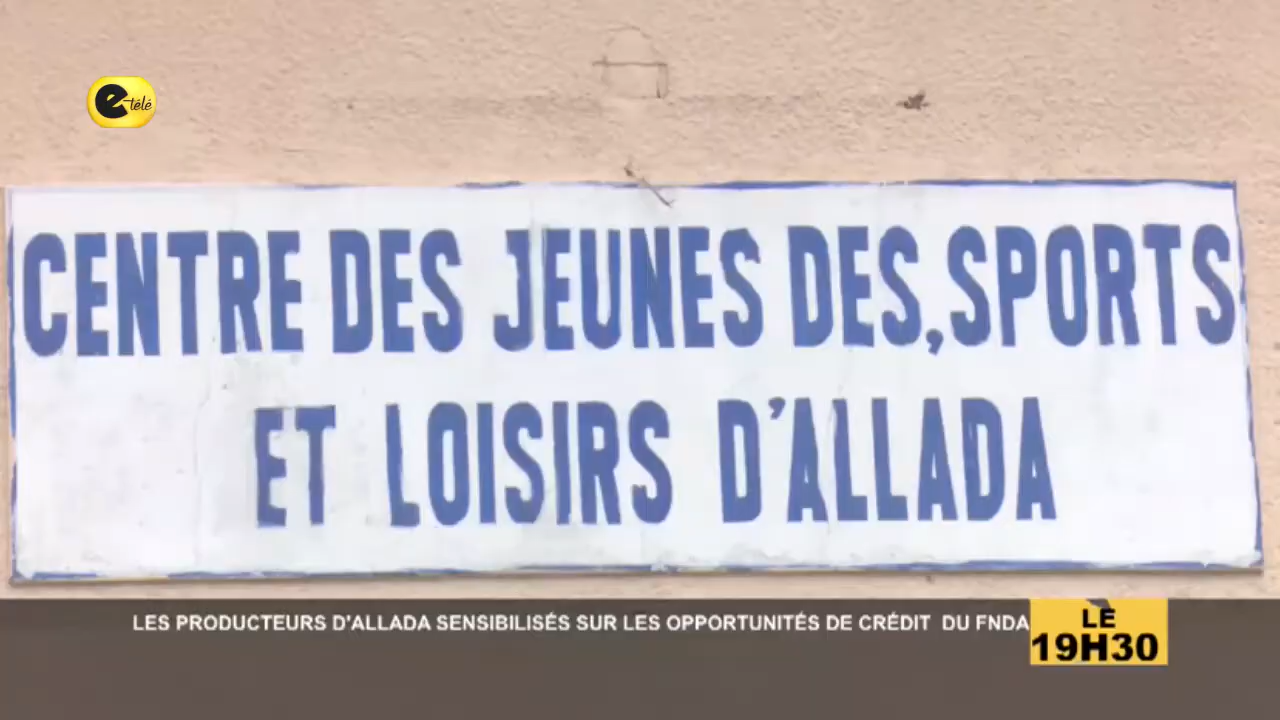 e-télé
CENTRE DES JEUNES DES,SPORTS
ET LOISIRS D'ALLADA
LES PRODUCTEURS D'ALLADA SENSIBILISÉS SUR LES OPPORTUNITÉS DE CRÉDIT DU FNDA
LE
19H30